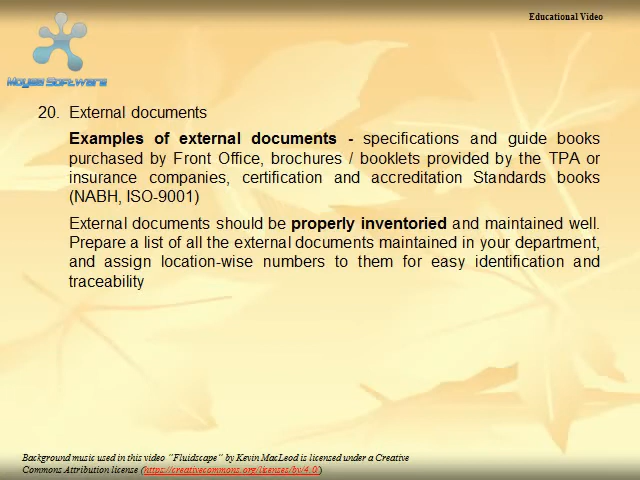 Educational Video
Moyea Software
20. External documents
Examples of external documents - specifications and guide books
purchased by Front Office, brochures / booklets provided by the TPA or
insurance companies, certification and accreditation Standards books
(NABH, ISO-9001)
External documents should be properly inventoried and maintained well.
Prepare a list of all the external documents maintained in your department,
and assign location-wise numbers to them for easy identification and
traceability
Background music used in this video "Fluidscape" by Kevin MacLeod is licensed under a Creative
Commons Attribution license (https://creativecommons.org/licenses/by/4.0/)